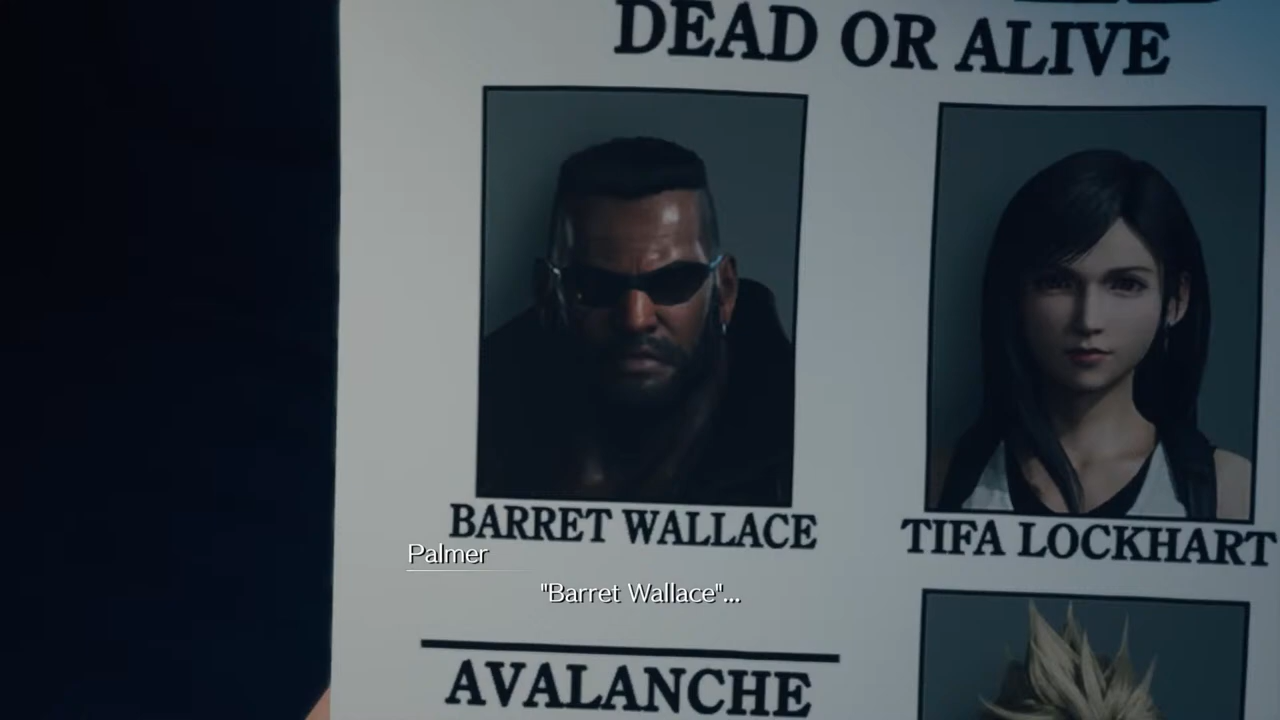 DEAD OR ALIVE
BARRET WALLACE
TIFA LOCKHART
Palmer
"Barret Wallace"...
AVALANCHE